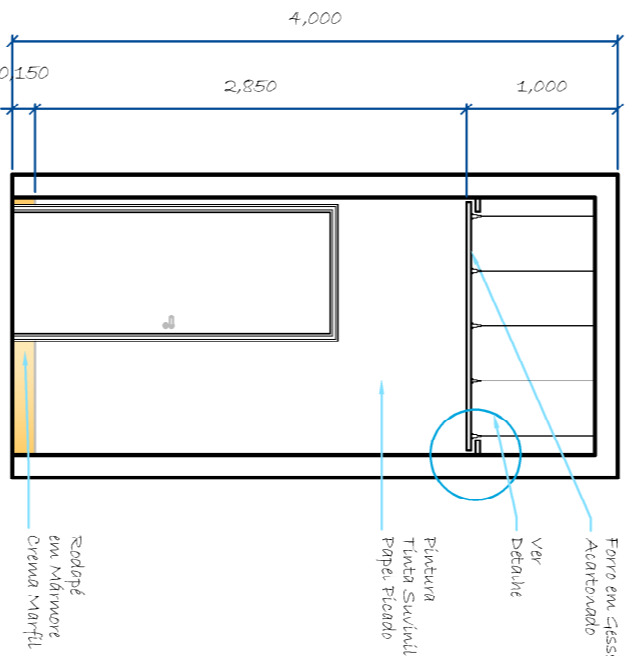 4,000
0,150
2,850
1,000
Forro em Gess
Acartonado
Ver
Detalhe
Pintura
Tinta Suvinil
Papel Picado
Rodapé
em Mármore
Crema Marfil